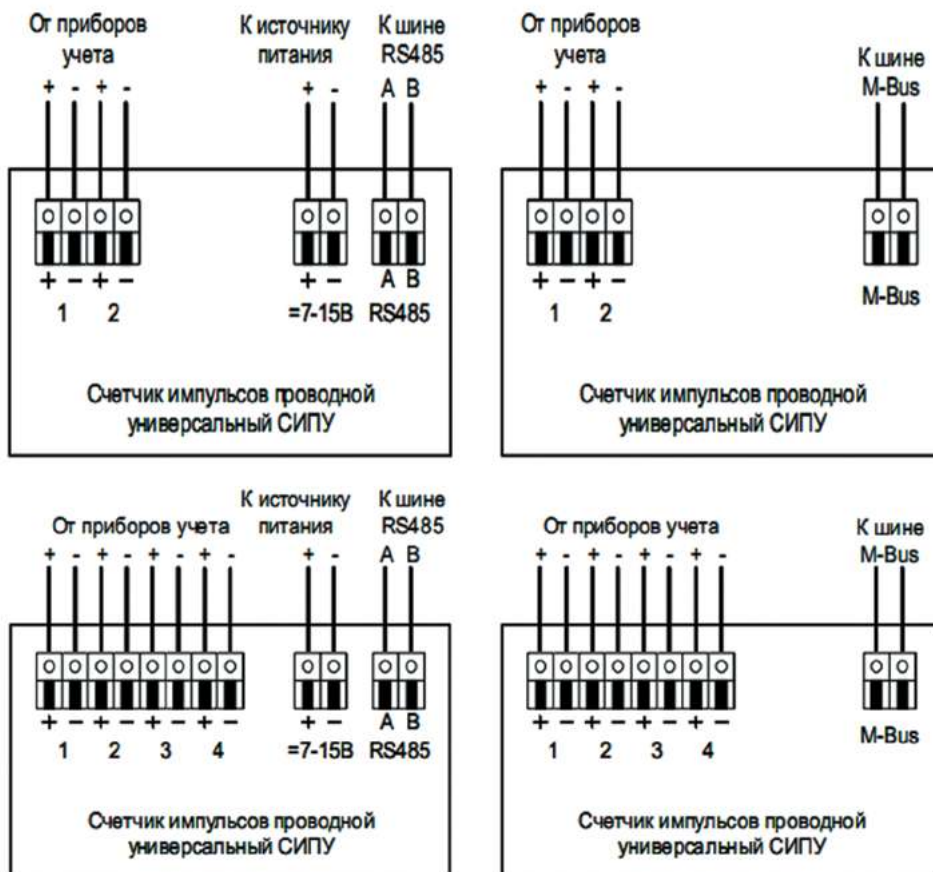 От приборов
учета
+ - + -
К источнику
питания
+ -
К шине
RS485
A B
+ - + -
1 2
+ -
=7-15В
A B
RS485
Счетчик импульсов проводной
универсальный СИПУ
От приборов
учета
+ - + -
К шине
M-Bus
+ - + -
1 2
M-Bus
Счетчик импульсов проводной
универсальный СИПУ
От приборов учета
+ - + - + - + -
К источнику
питания
+ -
К шине
RS485
A B
+ - + - + - + -
1 2 3 4
+ -
=7-15В
A B
RS485
Счетчик импульсов проводной
универсальный СИПУ
От приборов учета
+ - + - + - + -
К шине
M-Bus
+ - + - + - + -
1 2 3 4
M-Bus
Счетчик импульсов проводной
универсальный СИПУ